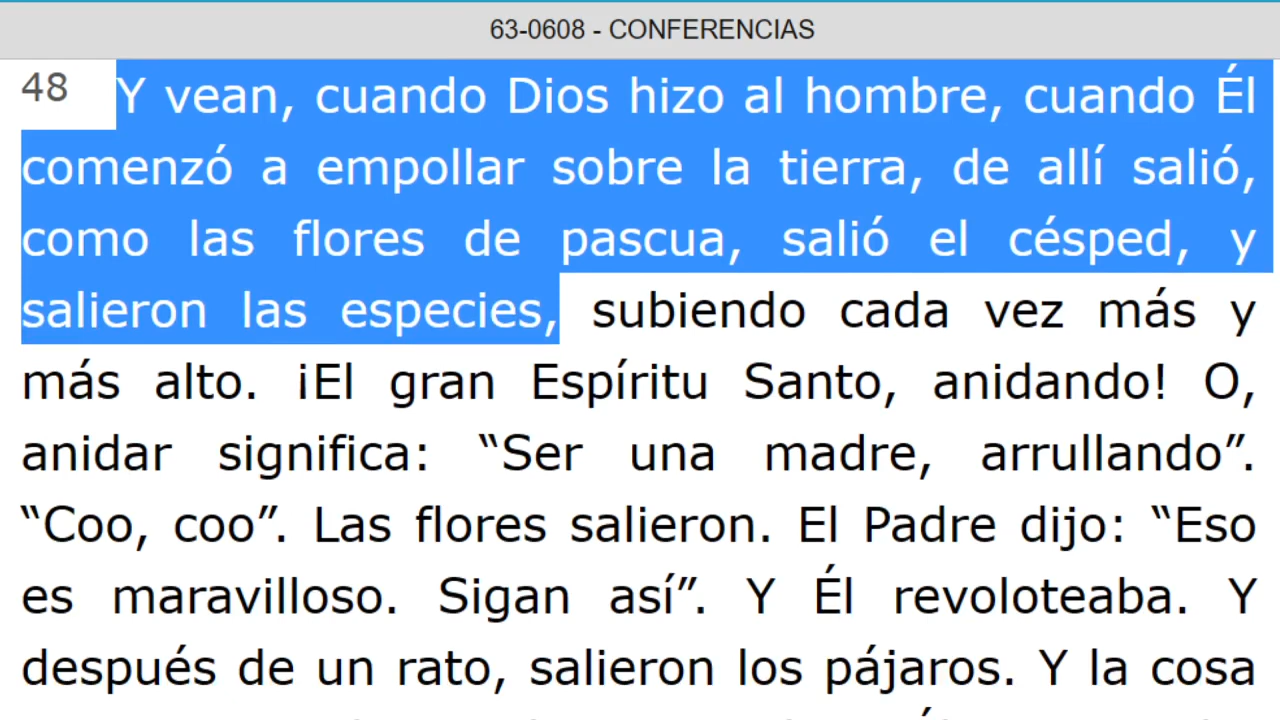 63-0608 - CONFERENCIAS
48 Y vean, cuando Dios hizo al hombre, cuando Él
comenzó a empollar sobre la tierra, de allí salió,
como las flores de pascua, salió el césped, y
salieron las especies, subiendo cada vez más y
más alto. ¡El gran Espíritu Santo, anidando! O,
anidar significa: “Ser una madre, arrullando”.
“Coo, coo”. Las flores salieron. El Padre dijo: “Eso
es maravilloso. Sigan así”. Y Él revoloteaba. Y
después de un rato, salieron los pájaros. Y la cosa